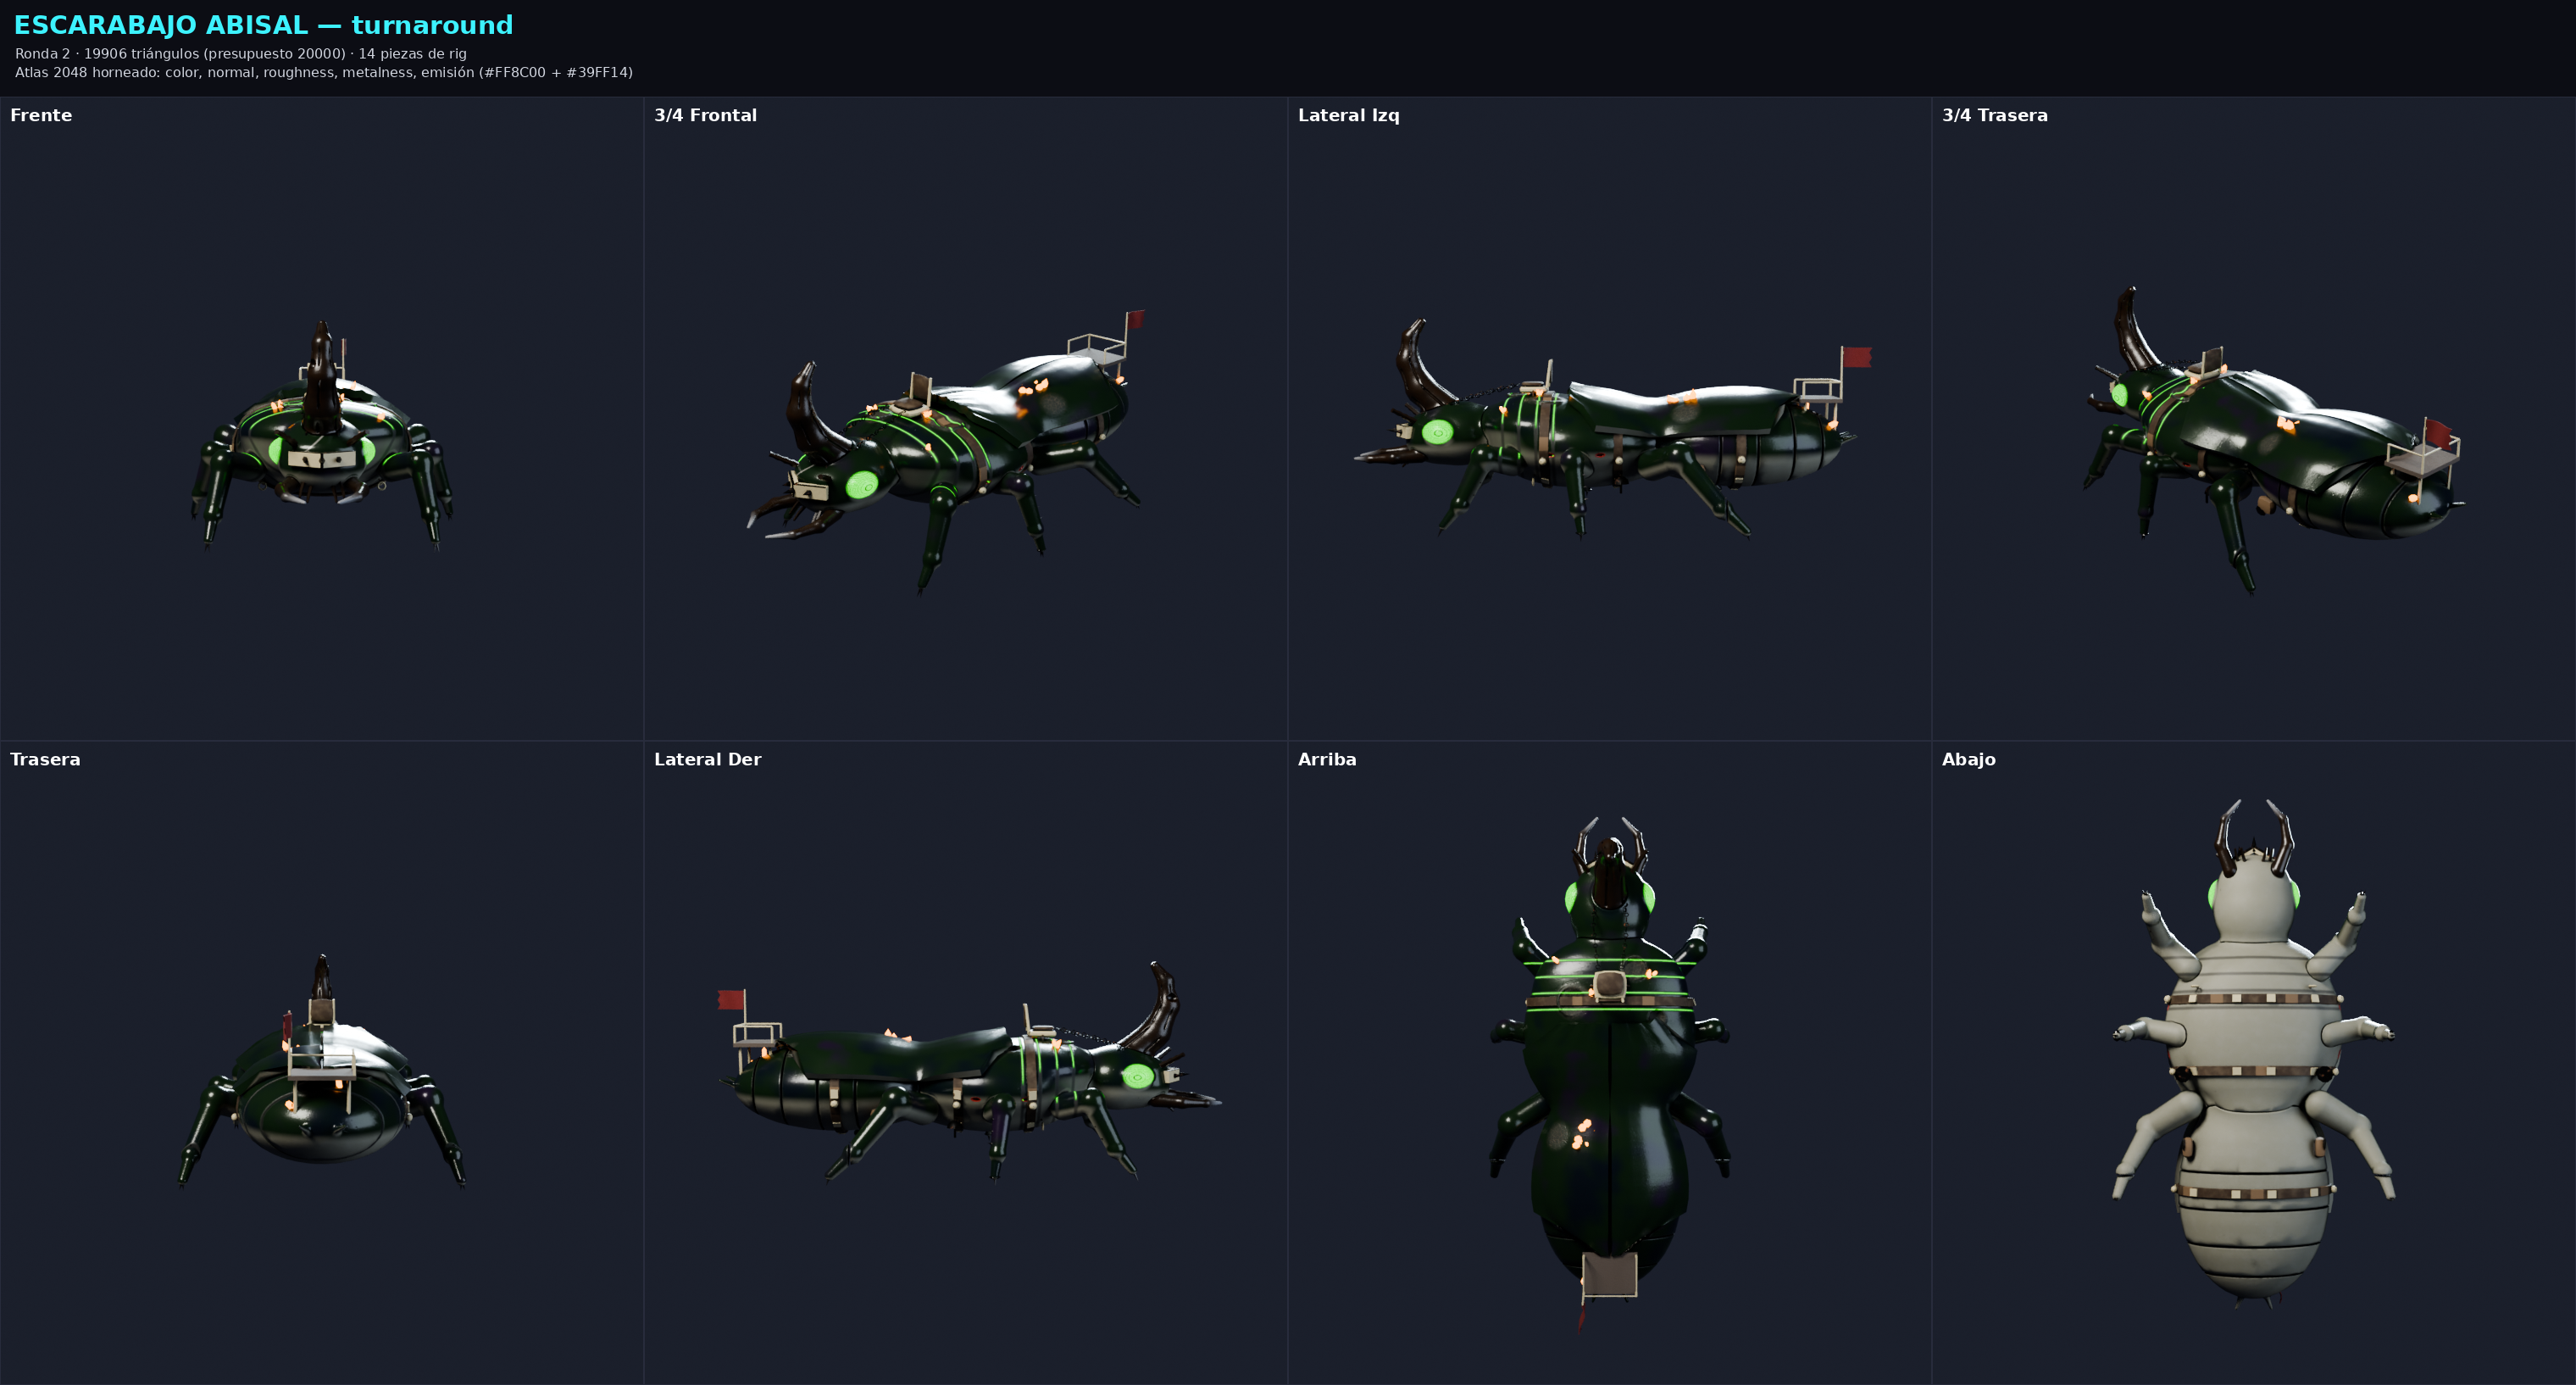 ESCARABAJO ABISAL — turnaround
Ronda 2 · 19906 triángulos (presupuesto 20000) · 14 piezas de rig
Atlas 2048 horneado: color, normal, roughness, metalness, emisión (#FF8C00 + #39FF14)
Frente
3/4 Frontal
Lateral Izq
3/4 Trasera
Trasera
Lateral Der
Arriba
Abajo